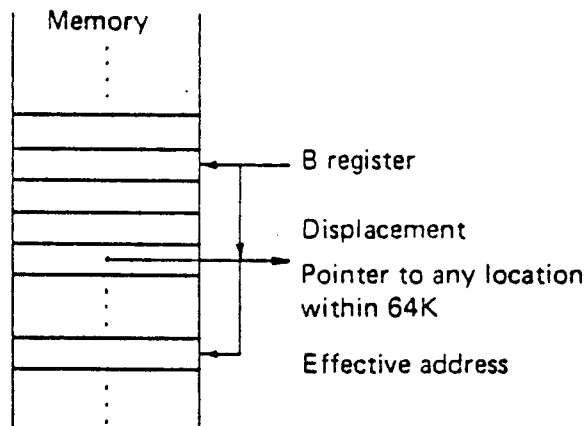 Memory
B register
Displacement
Pointer to any location
within 64K
Effective address